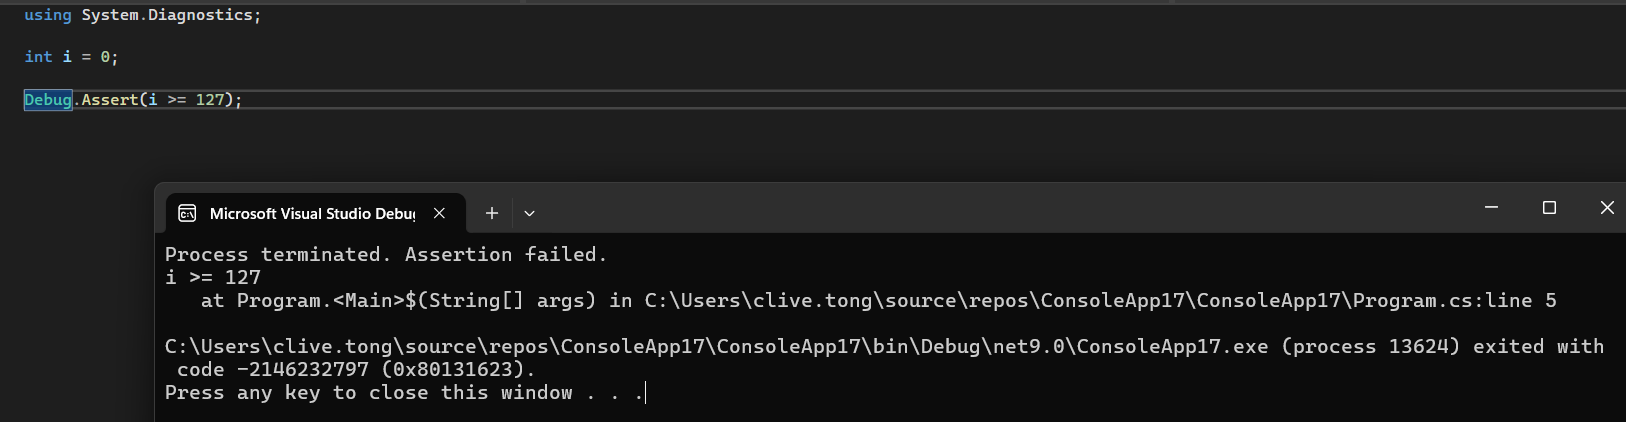 using System.Diagnostics;
int i = 0;
Debug.Assert(i >= 127);
Microsoft Visual Studio Debu
Process terminated. Assertion failed.
i >= 127
   at Program.<Main>$(String[] args) in C:\Users\clive.tong\source\repos\ConsoleApp17\ConsoleApp17\Program.cs:line 5
C:\Users\clive.tong\source\repos\ConsoleApp17\ConsoleApp17\bin\Debug\net9.0\ConsoleApp17.exe (process 13624) exited with
 code -2146232797 (0x80131623).
Press any key to close this window . . .